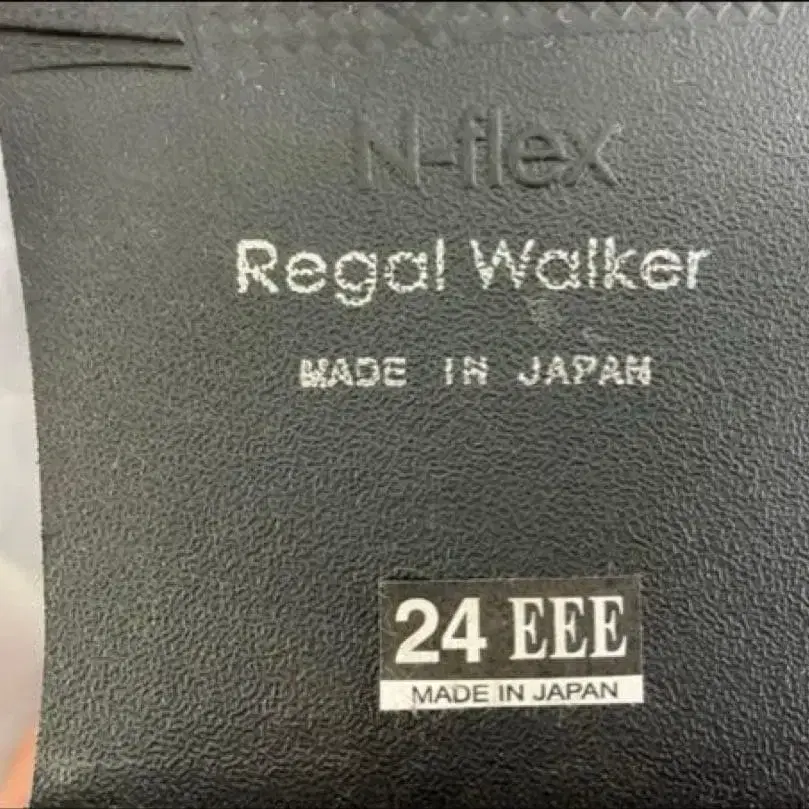 N-flex
Regal Walker
MADE IN JAPAN
24 EEE
MADE IN JAPAN